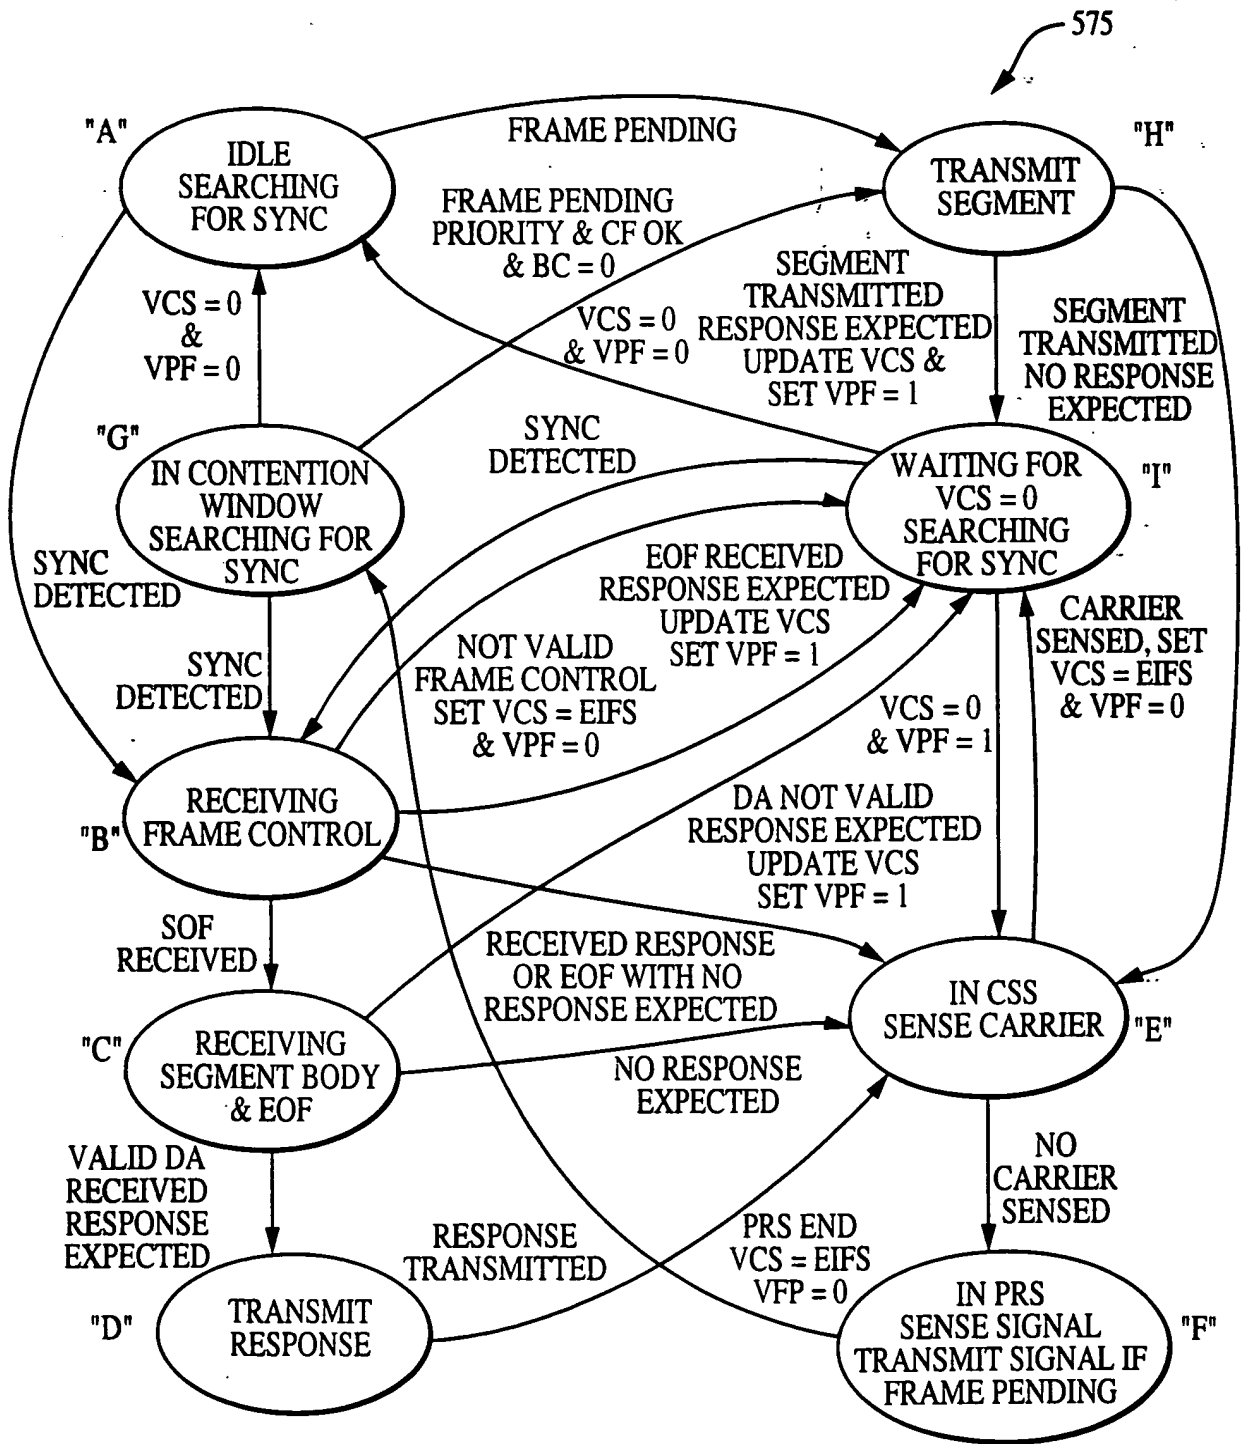 575
"A"
IDLE
SEARCHING
FOR SYNC
FRAME PENDING
"H"
TRANSMIT
SEGMENT
FRAME PENDING
PRIORITY & CF OK
& BC = 0
VCS = 0
&
VPF = 0
VCS = 0
& VPF = 0
SEGMENT
TRANSMITTED
RESPONSE EXPECTED
UPDATE VCS &
SET VPF = 1
SEGMENT
TRANSMITTED
NO RESPONSE
EXPECTED
"G"
IN CONTENTION
WINDOW
SEARCHING FOR
SYNC
SYNC
DETECTED
WAITING FOR
VCS = 0
SEARCHING
FOR SYNC
"I"
SYNC
DETECTED
SYNC
DETECTED
EOF RECEIVED
RESPONSE EXPECTED
UPDATE VCS
SET VPF = 1
NOT VALID
FRAME CONTROL
SET VCS = EIFS
& VPF = 0
CARRIER
SENSED, SET
VCS = EIFS
& VPF = 0
VCS = 0
& VPF = 1
RECEIVING
FRAME CONTROL
"B"
DA NOT VALID
RESPONSE EXPECTED
UPDATE VCS
SET VPF = 1
SOF
RECEIVED
RECEIVED RESPONSE
OR EOF WITH NO
RESPONSE EXPECTED
IN CSS
SENSE CARRIER
"E"
"C"
RECEIVING
SEGMENT BODY
& EOF
NO RESPONSE
EXPECTED
VALID DA
RECEIVED
RESPONSE
EXPECTED
NO
CARRIER
SENSED
RESPONSE
TRANSMITTED
PRS END
VCS = EIFS
VFP = 0
"D"
TRANSMIT
RESPONSE
IN PRS
SENSE SIGNAL
TRANSMIT SIGNAL IF
FRAME PENDING
"F"